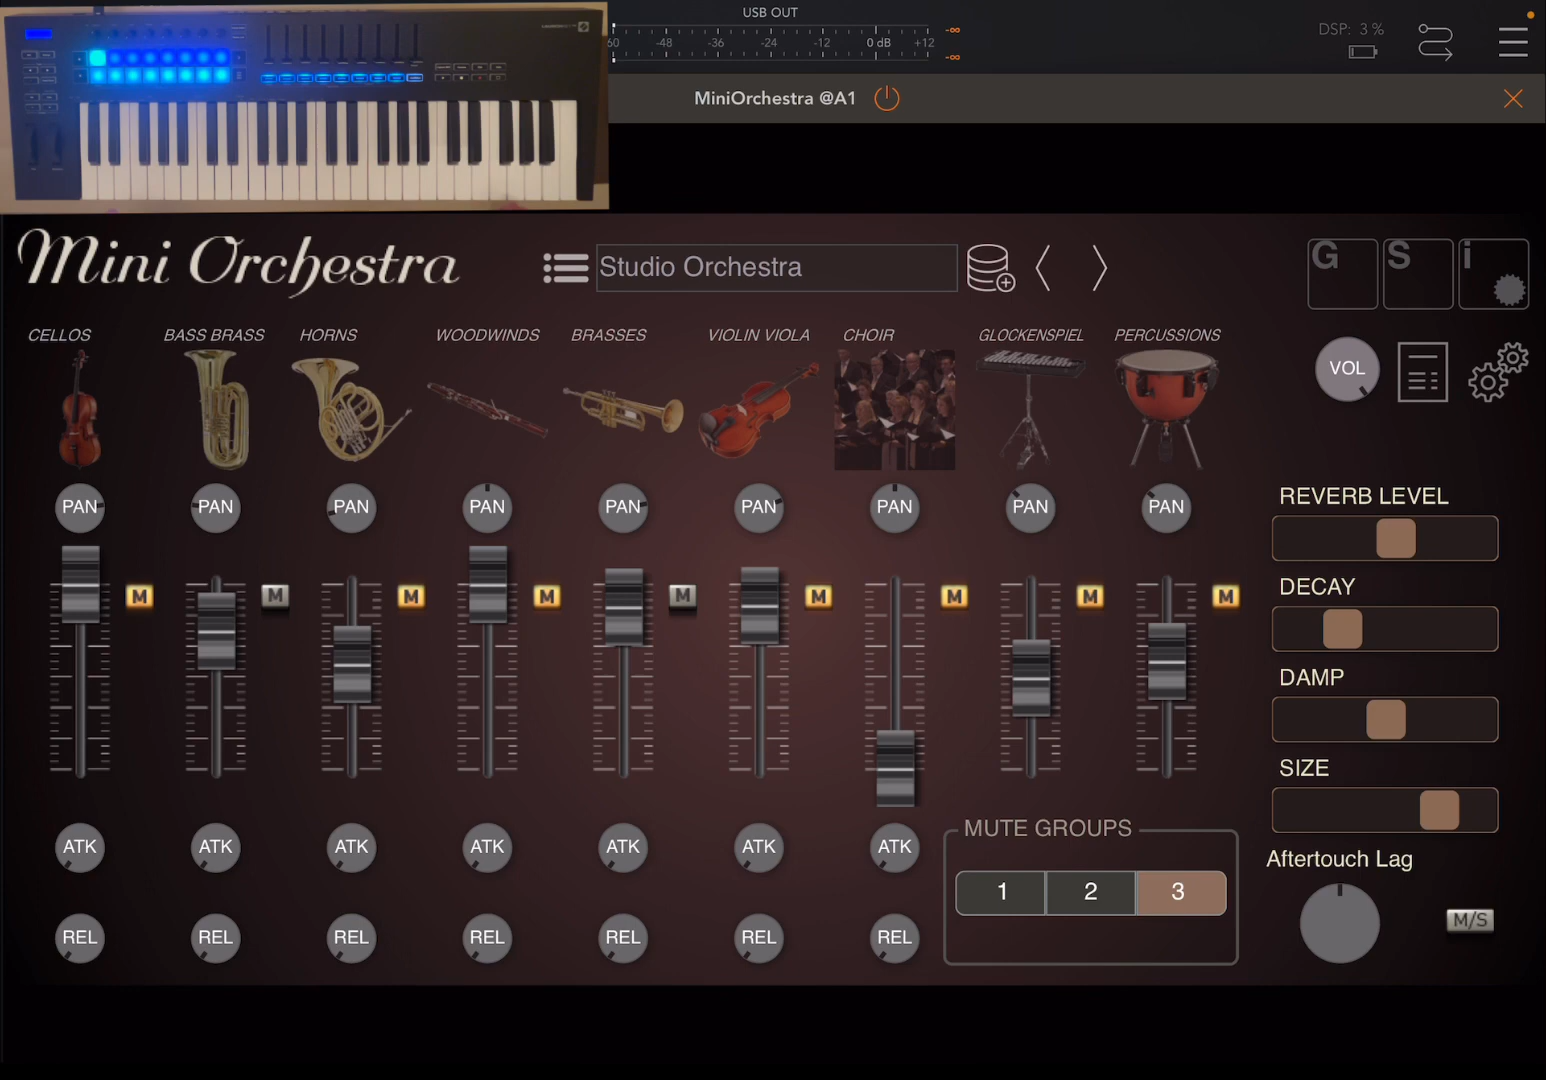 USB OUT
60 -48 -36 -24 -12 0 dB +12
-∞
-∞
DSP: 3 %
MiniOrchestra @A1
Mini Orchestra
Studio Orchestra
G S i
CELLOS BASS BRASS HORNS WOODWINDS BRASSES VIOLIN VIOLA CHOIR GLOCKENSPIEL PERCUSSIONS
VOL
PAN PAN PAN PAN PAN PAN PAN PAN PAN
REVERB LEVEL
M M M M M M M M M
DECAY
DAMP
SIZE
ATK ATK ATK ATK ATK ATK ATK
MUTE GROUPS
1 2 3
Aftertouch Lag
M/S
REL REL REL REL REL REL REL